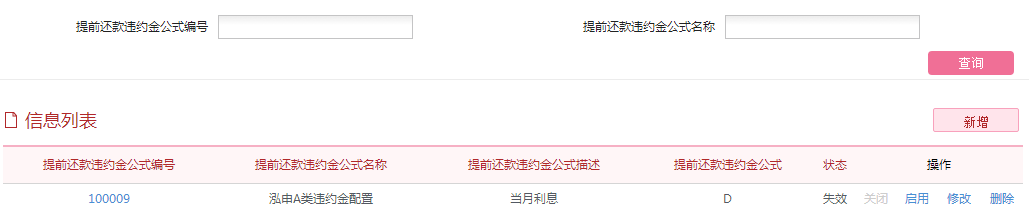 提前还款违约金公式编号 提前还款违约金公式名称
查询
信息列表 新增
提前还款违约金公式编号 提前还款违约金公式名称 提前还款违约金公式描述 提前还款违约金公式 状态 操作
100009 泓申A类违约金配置 当月利息 D 失效 关闭 启用 修改 删除